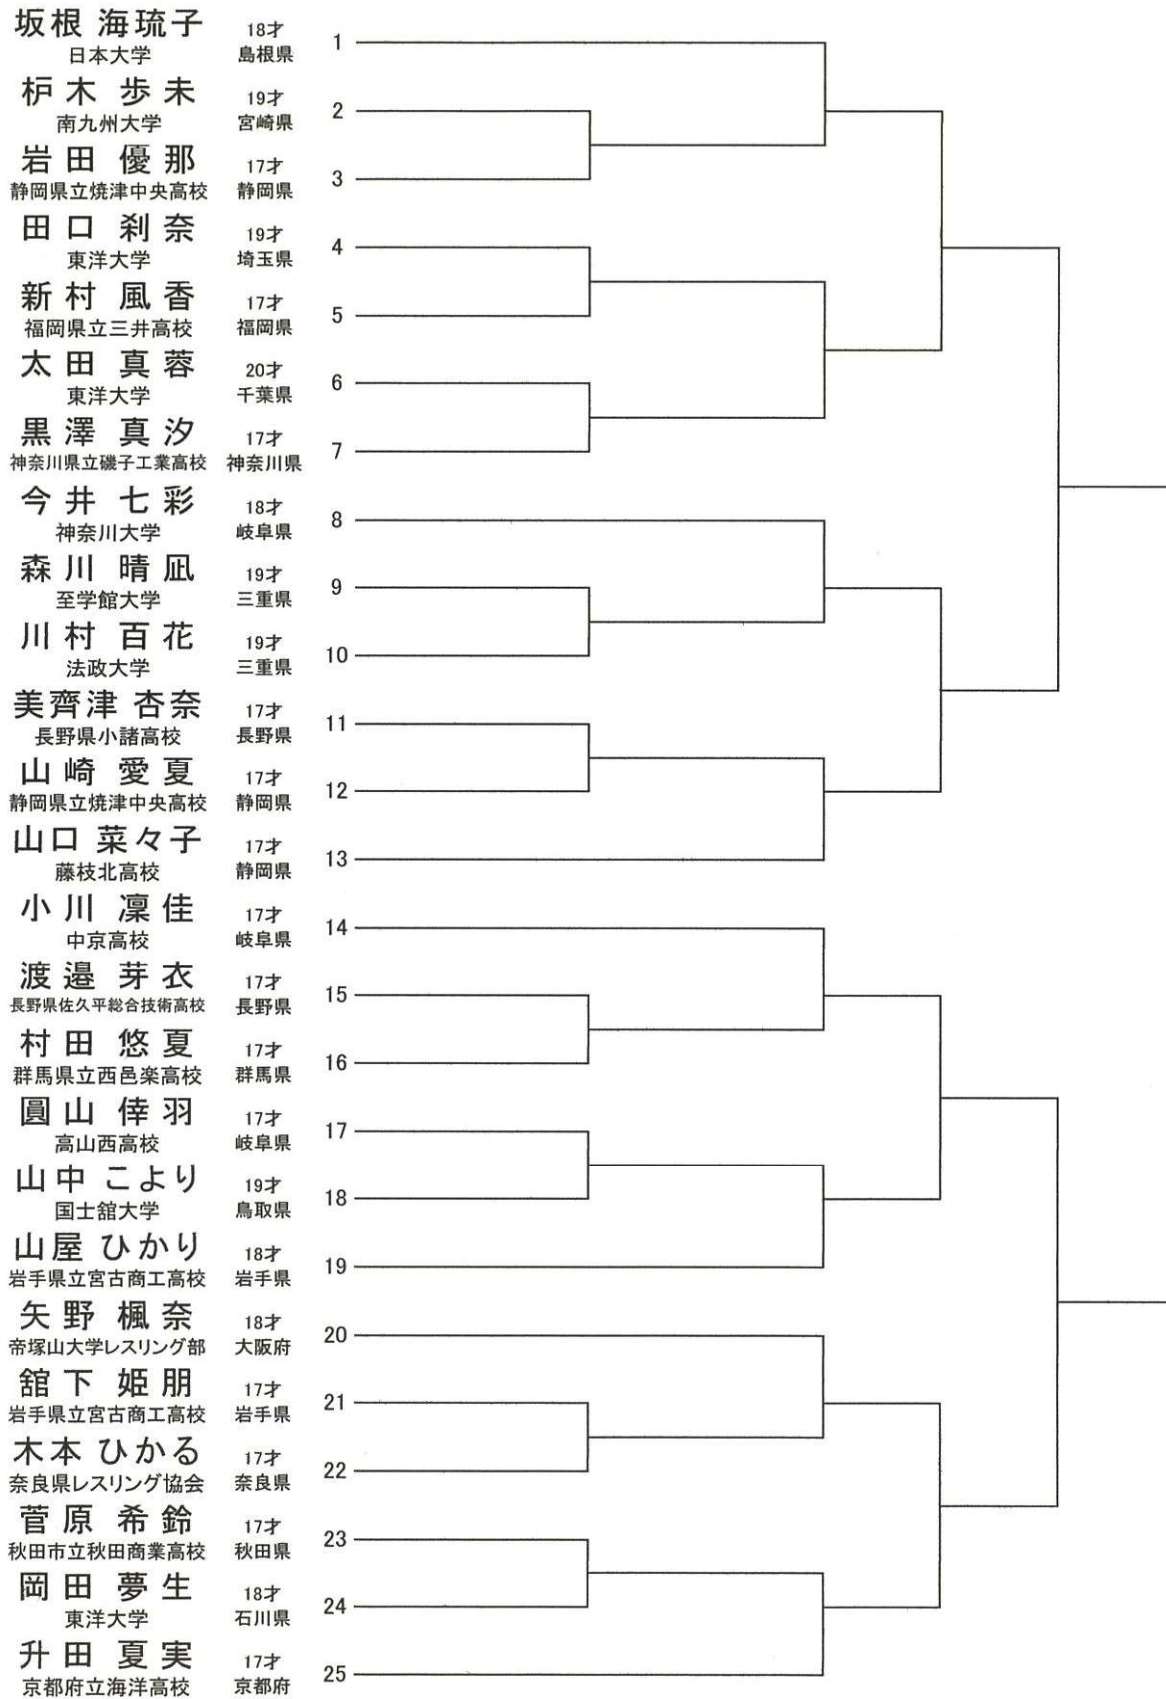 坂根 海琉子 18才
日本大学 島根県 1
枦木 歩未 19才
南九州大学 宮崎県 2
岩田 優那 17才
静岡県立焼津中央高校 静岡県 3
田口 刹奈 19才
東洋大学 埼玉県 4
新村 風香 17才
福岡県立三井高校 福岡県 5
太田 真蓉 20才
東洋大学 千葉県 6
黒澤 真汐 17才
神奈川県立磯子工業高校 神奈川県 7
今井 七彩 18才
神奈川大学 岐阜県 8
森川 晴凪 19才
至学館大学 三重県 9
川村 百花 19才
法政大学 三重県 10
美齊津 杏奈 17才
長野県小諸高校 長野県 11
山崎 愛夏 17才
静岡県立焼津中央高校 静岡県 12
山口 菜々子 17才
藤枝北高校 静岡県 13
小川 凜佳 17才
中京高校 岐阜県 14
渡邉 芽衣 17才
長野県佐久平総合技術高校 長野県 15
村田 悠夏 17才
群馬県立西邑楽高校 群馬県 16
圓山 倖羽 17才
高山西高校 岐阜県 17
山中 こより 19才
国士舘大学 鳥取県 18
山屋 ひかり 18才
岩手県立宮古商工高校 岩手県 19
矢野 楓奈 18才
帝塚山大学レスリング部 大阪府 20
舘下 姫朋 17才
岩手県立宮古商工高校 岩手県 21
木本 ひかる 17才
奈良県レスリング協会 奈良県 22
菅原 希鈴 17才
秋田市立秋田商業高校 秋田県 23
岡田 夢生 18才
東洋大学 石川県 24
升田 夏実 17才
京都府立海洋高校 京都府 25